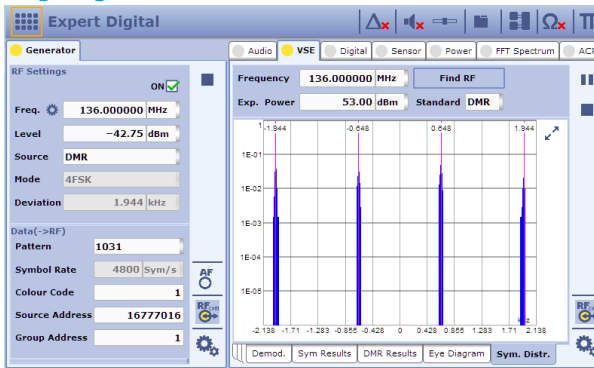 Expert Digital
Generator
RF Settings
ON
Freq. 136.000000 MHz
Level -42.75 dBm
Source DMR
Mode 4FSK
Deviation 1.944 kHz
Data(->RF)
Pattern 1031
Symbol Rate 4800 Sym/s
Colour Code 1
Source Address 16777016
Group Address 1
AF
RF com
Audio VSE Digital Sensor Power FFT Spectrum ACP
Frequency 136.000000 MHz Find RF
Exp. Power 53.00 dBm Standard DMR
-1.944 -0.648 0.648 1.944
1
1E-01
1E-02
1E-03
1E-04
1E-05
-2.138 -1.71 -1.283 -0.855 -0.428 0 0.428 0.855 1.283 1.71 2.138
RF com
Demod. Sym Results DMR Results Eye Diagram Sym. Distr.